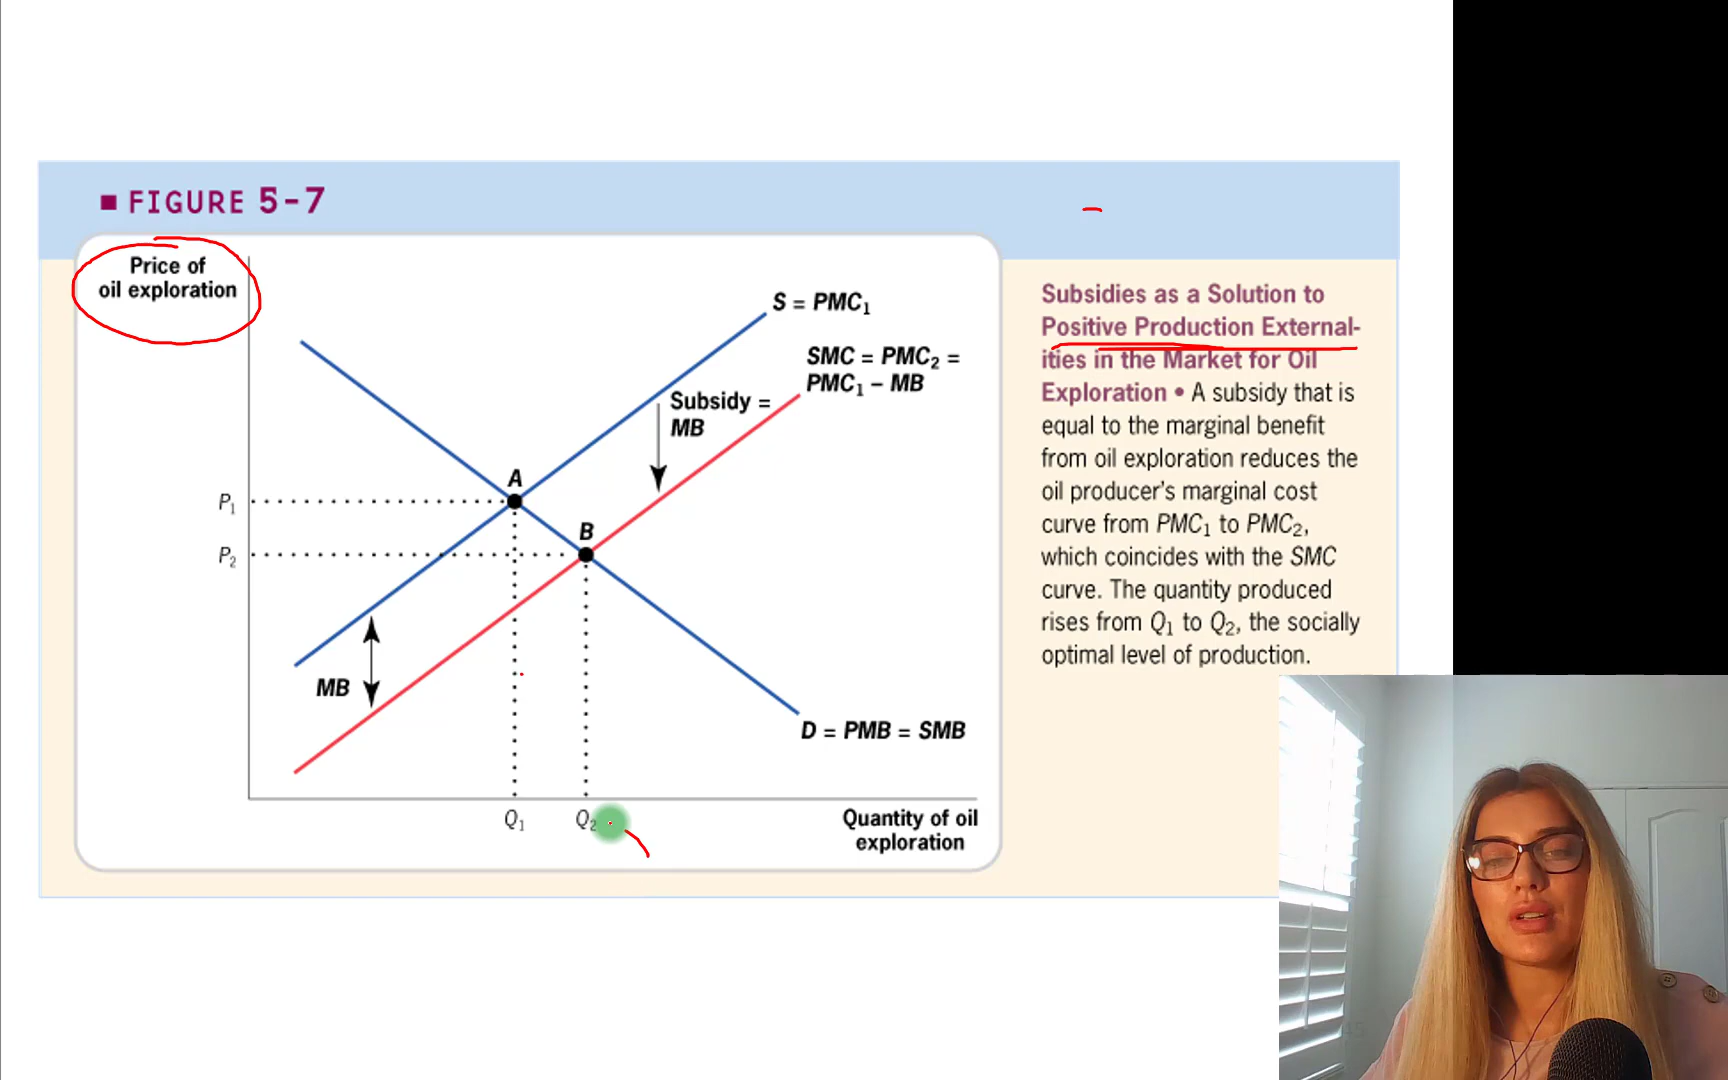 ■ FIGURE 5-7
Price of
oil exploration
S = PMC₁
SMC = PMC₂ =
PMC₁ – MB
Subsidy =
MB
A
P₁
B
P₂
MB
D = PMB = SMB
Q₁ Q₂
Quantity of oil
exploration
Subsidies as a Solution to
Positive Production External-
ities in the Market for Oil
Exploration • A subsidy that is
equal to the marginal benefit
from oil exploration reduces the
oil producer's marginal cost
curve from PMC₁ to PMC₂,
which coincides with the SMC
curve. The quantity produced
rises from Q₁ to Q₂, the socially
optimal level of production.